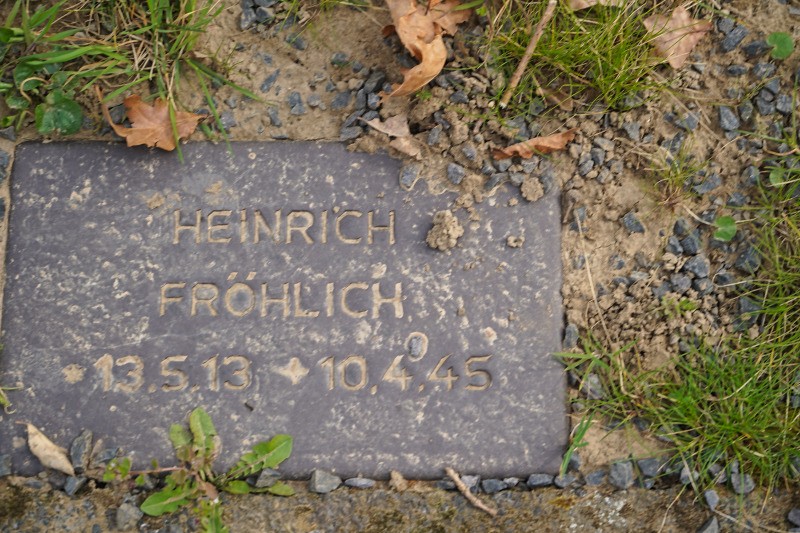 HEINRICH
FRÖHLICH
* 13.5.13 ✦ 10.4.45